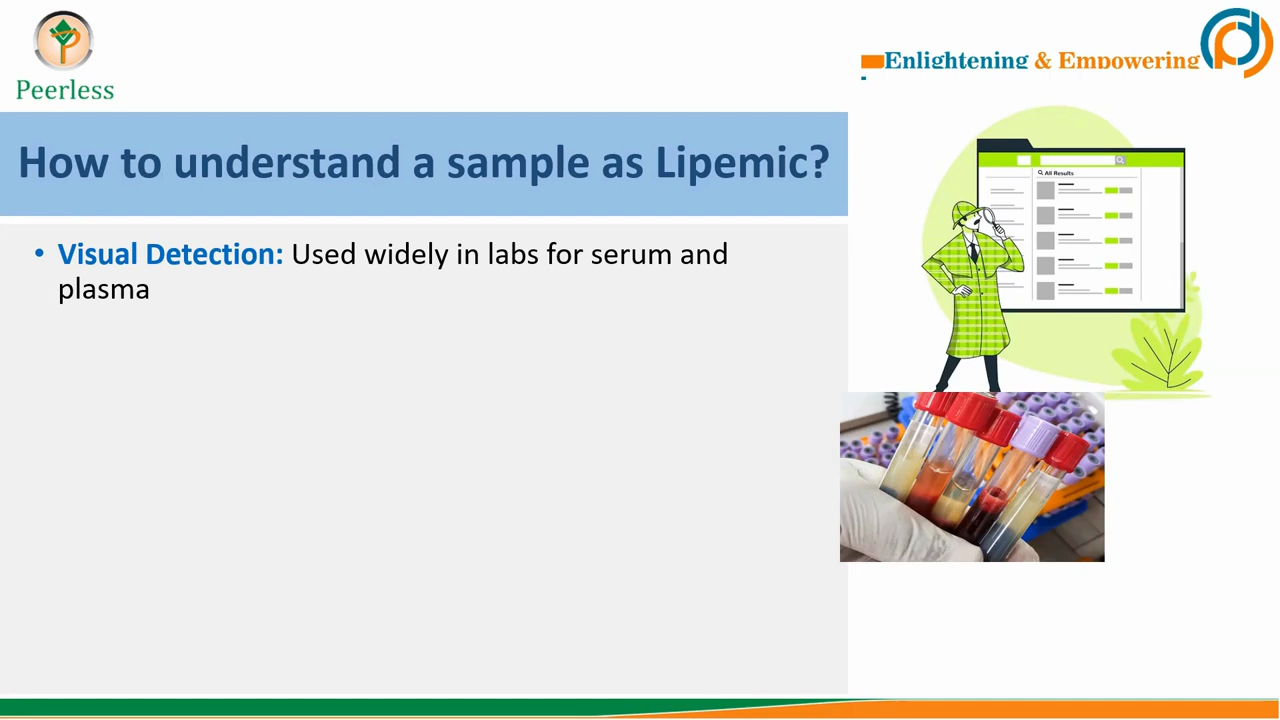 Peerless
Enlightening & Empowering
How to understand a sample as Lipemic?
All Results
• Visual Detection: Used widely in labs for serum and
plasma